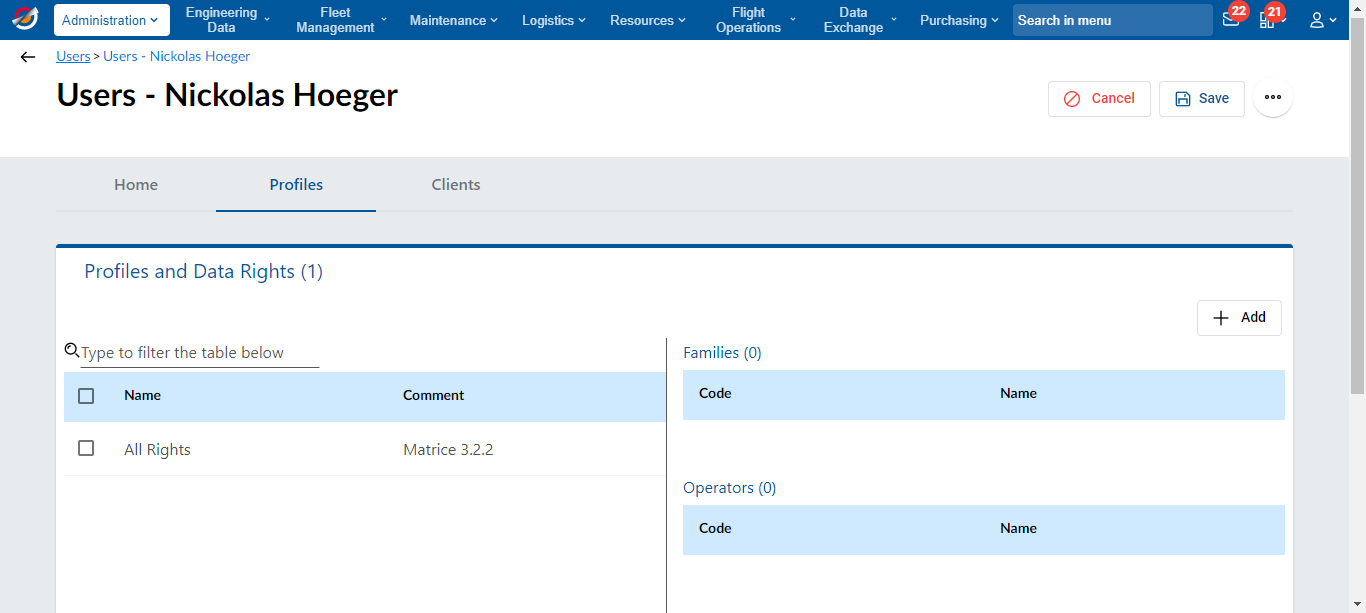 Administration
Engineering
Data
Fleet
Management
Maintenance
Logistics
Resources
Flight
Operations
Data
Exchange
Purchasing
Search in menu
22
21
Users > Users - Nickolas Hoeger
Users - Nickolas Hoeger
Cancel
Save
Home
Profiles
Clients
Profiles and Data Rights (1)
Add
Type to filter the table below
Families (0)
Name
Comment
Code
Name
All Rights
Matrice 3.2.2
Operators (0)
Code
Name